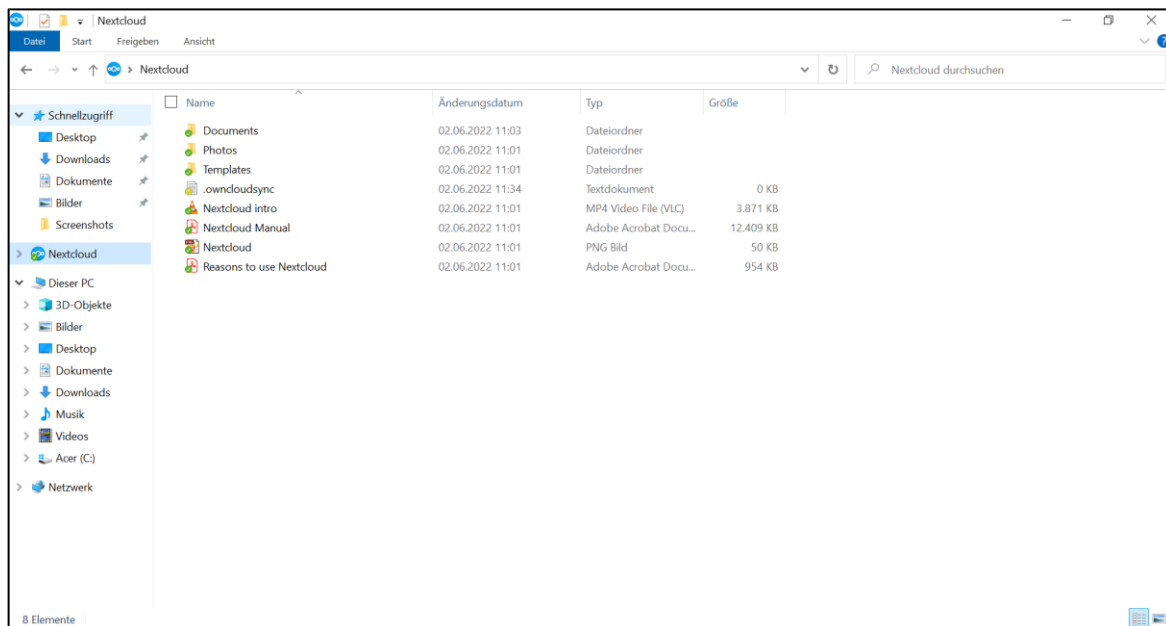 Nextcloud
Datei Start Freigeben Ansicht
Nextcloud
Nextcloud durchsuchen
Name Änderungsdatum Typ Größe
Schnellzugriff
Desktop
Downloads
Dokumente
Bilder
Screenshots
Nextcloud
Dieser PC
3D-Objekte
Bilder
Desktop
Dokumente
Downloads
Musik
Videos
Acer (C:)
Netzwerk
Documents 02.06.2022 11:03 Dateiordner
Photos 02.06.2022 11:01 Dateiordner
Templates 02.06.2022 11:01 Dateiordner
.owncloudsync 02.06.2022 11:34 Textdokument 0 KB
Nextcloud intro 02.06.2022 11:01 MP4 Video File (VLC) 3.871 KB
Nextcloud Manual 02.06.2022 11:01 Adobe Acrobat Docu... 12.409 KB
Nextcloud 02.06.2022 11:01 PNG Bild 50 KB
Reasons to use Nextcloud 02.06.2022 11:01 Adobe Acrobat Docu... 954 KB
8 Elemente